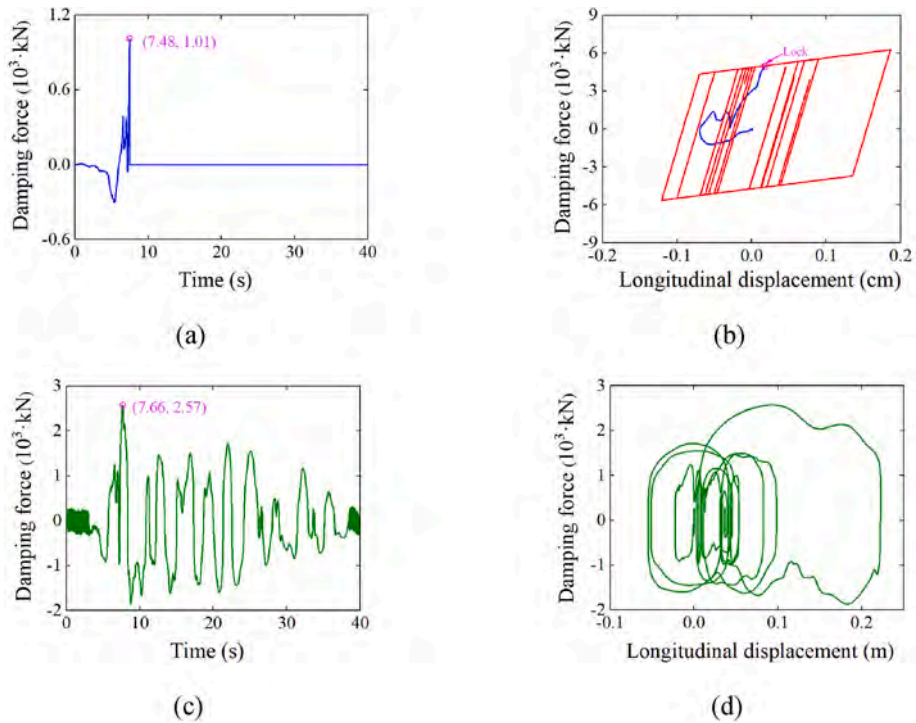 1.2
0.6
0.0
-0.6
0 10 20 30 40
Damping force (10³·kN)
Time (s)
(7.48, 1.01)
(a)
9
6
3
0
-3
-6
-9
-0.2 -0.1 0.0 0.1 0.2
Damping force (10³·kN)
Longitudinal displacement (cm)
Lock
(b)
3
2
1
0
-1
-2
0 10 20 30 40
Damping force (10³·kN)
Time (s)
(7.66, 2.57)
(c)
3
2
1
0
-1
-2
-0.1 0.0 0.1 0.2
Damping force (10³·kN)
Longitudinal displacement (m)
(d)